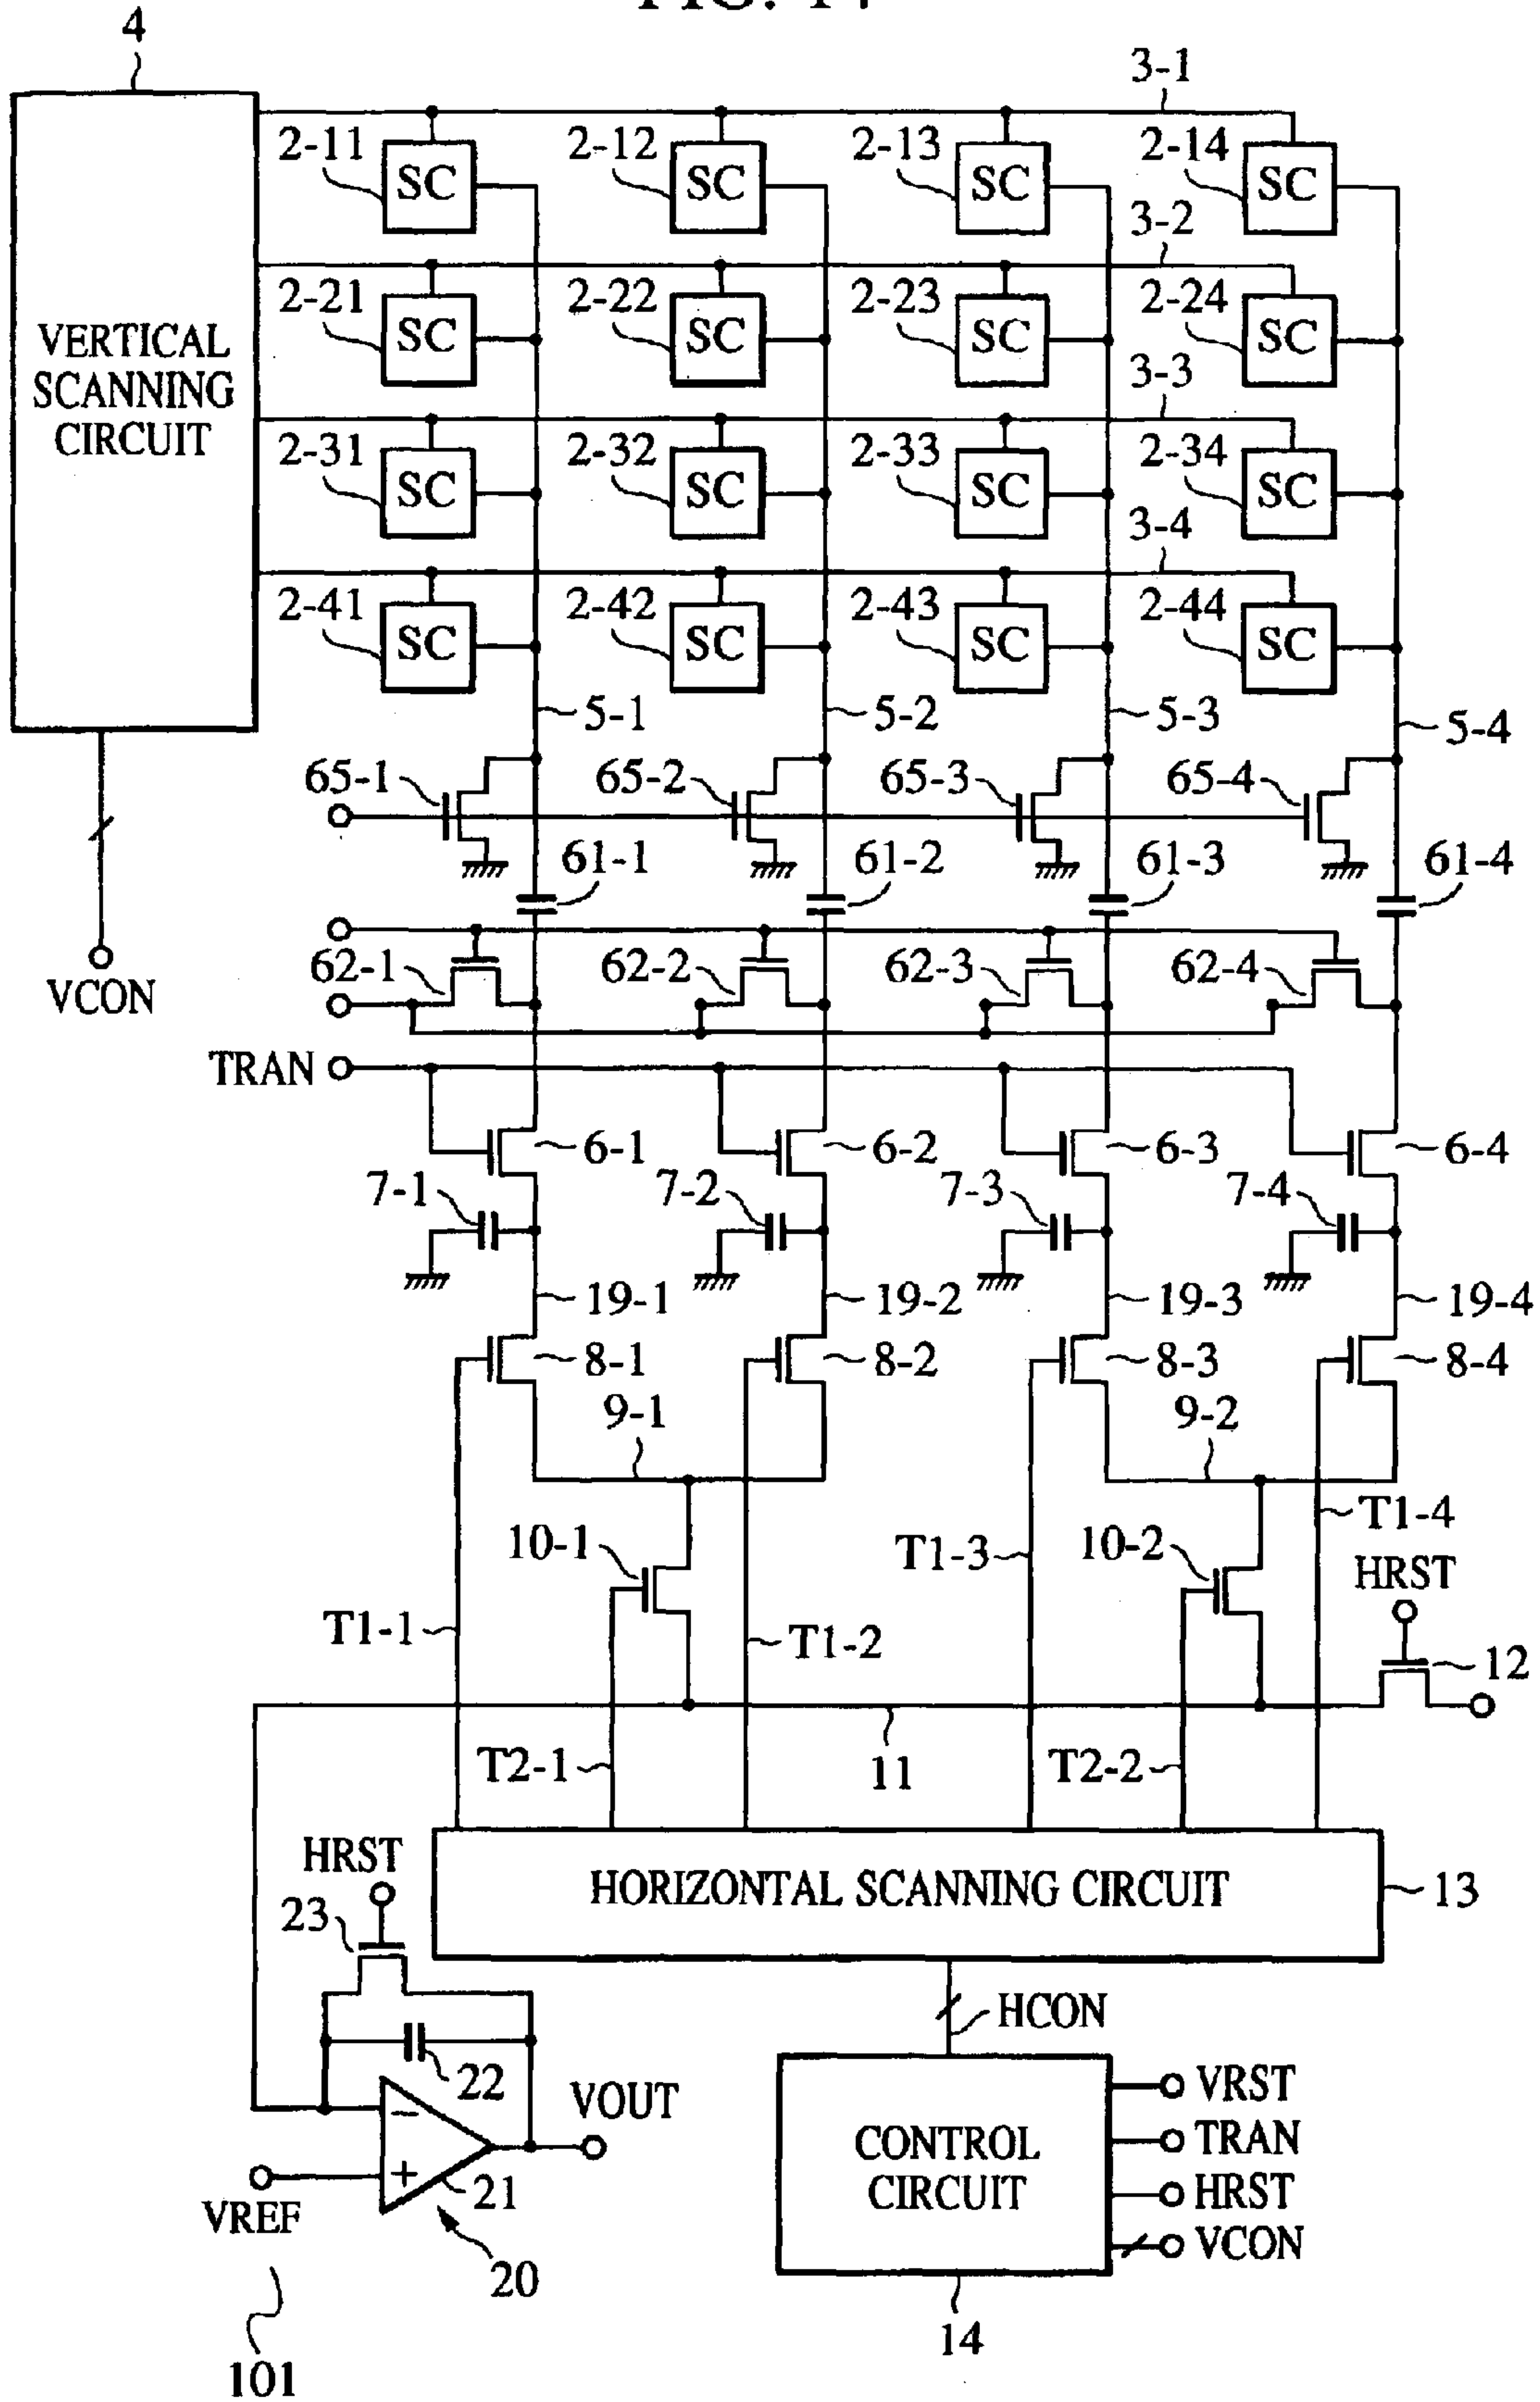 4
3-1
2-11 2-12 2-13 2-14
SC SC SC SC
3-2
2-21 2-22 2-23 2-24
SC SC SC SC
VERTICAL
SCANNING
CIRCUIT
3-3
2-31 2-32 2-33 2-34
SC SC SC SC
3-4
2-41 2-42 2-43 2-44
SC SC SC SC
5-1 5-2 5-3 5-4
65-1 65-2 65-3 65-4
61-1 61-2 61-3 61-4
62-1 62-2 62-3 62-4
VCON
TRAN
6-1 6-2 6-3 6-4
7-1 7-2 7-3 7-4
19-1 19-2 19-3 19-4
8-1 8-2 8-3 8-4
9-1 9-2
T1-4
10-1 T1-3 10-2
HRST
T1-1 T1-2
12
T2-1 11 T2-2
HRST
HORIZONTAL SCANNING CIRCUIT 13
23
HCON
22
VOUT
VRST
−
CONTROL
CIRCUIT
TRAN
+
21
HRST
VREF
VCON
20
14
101